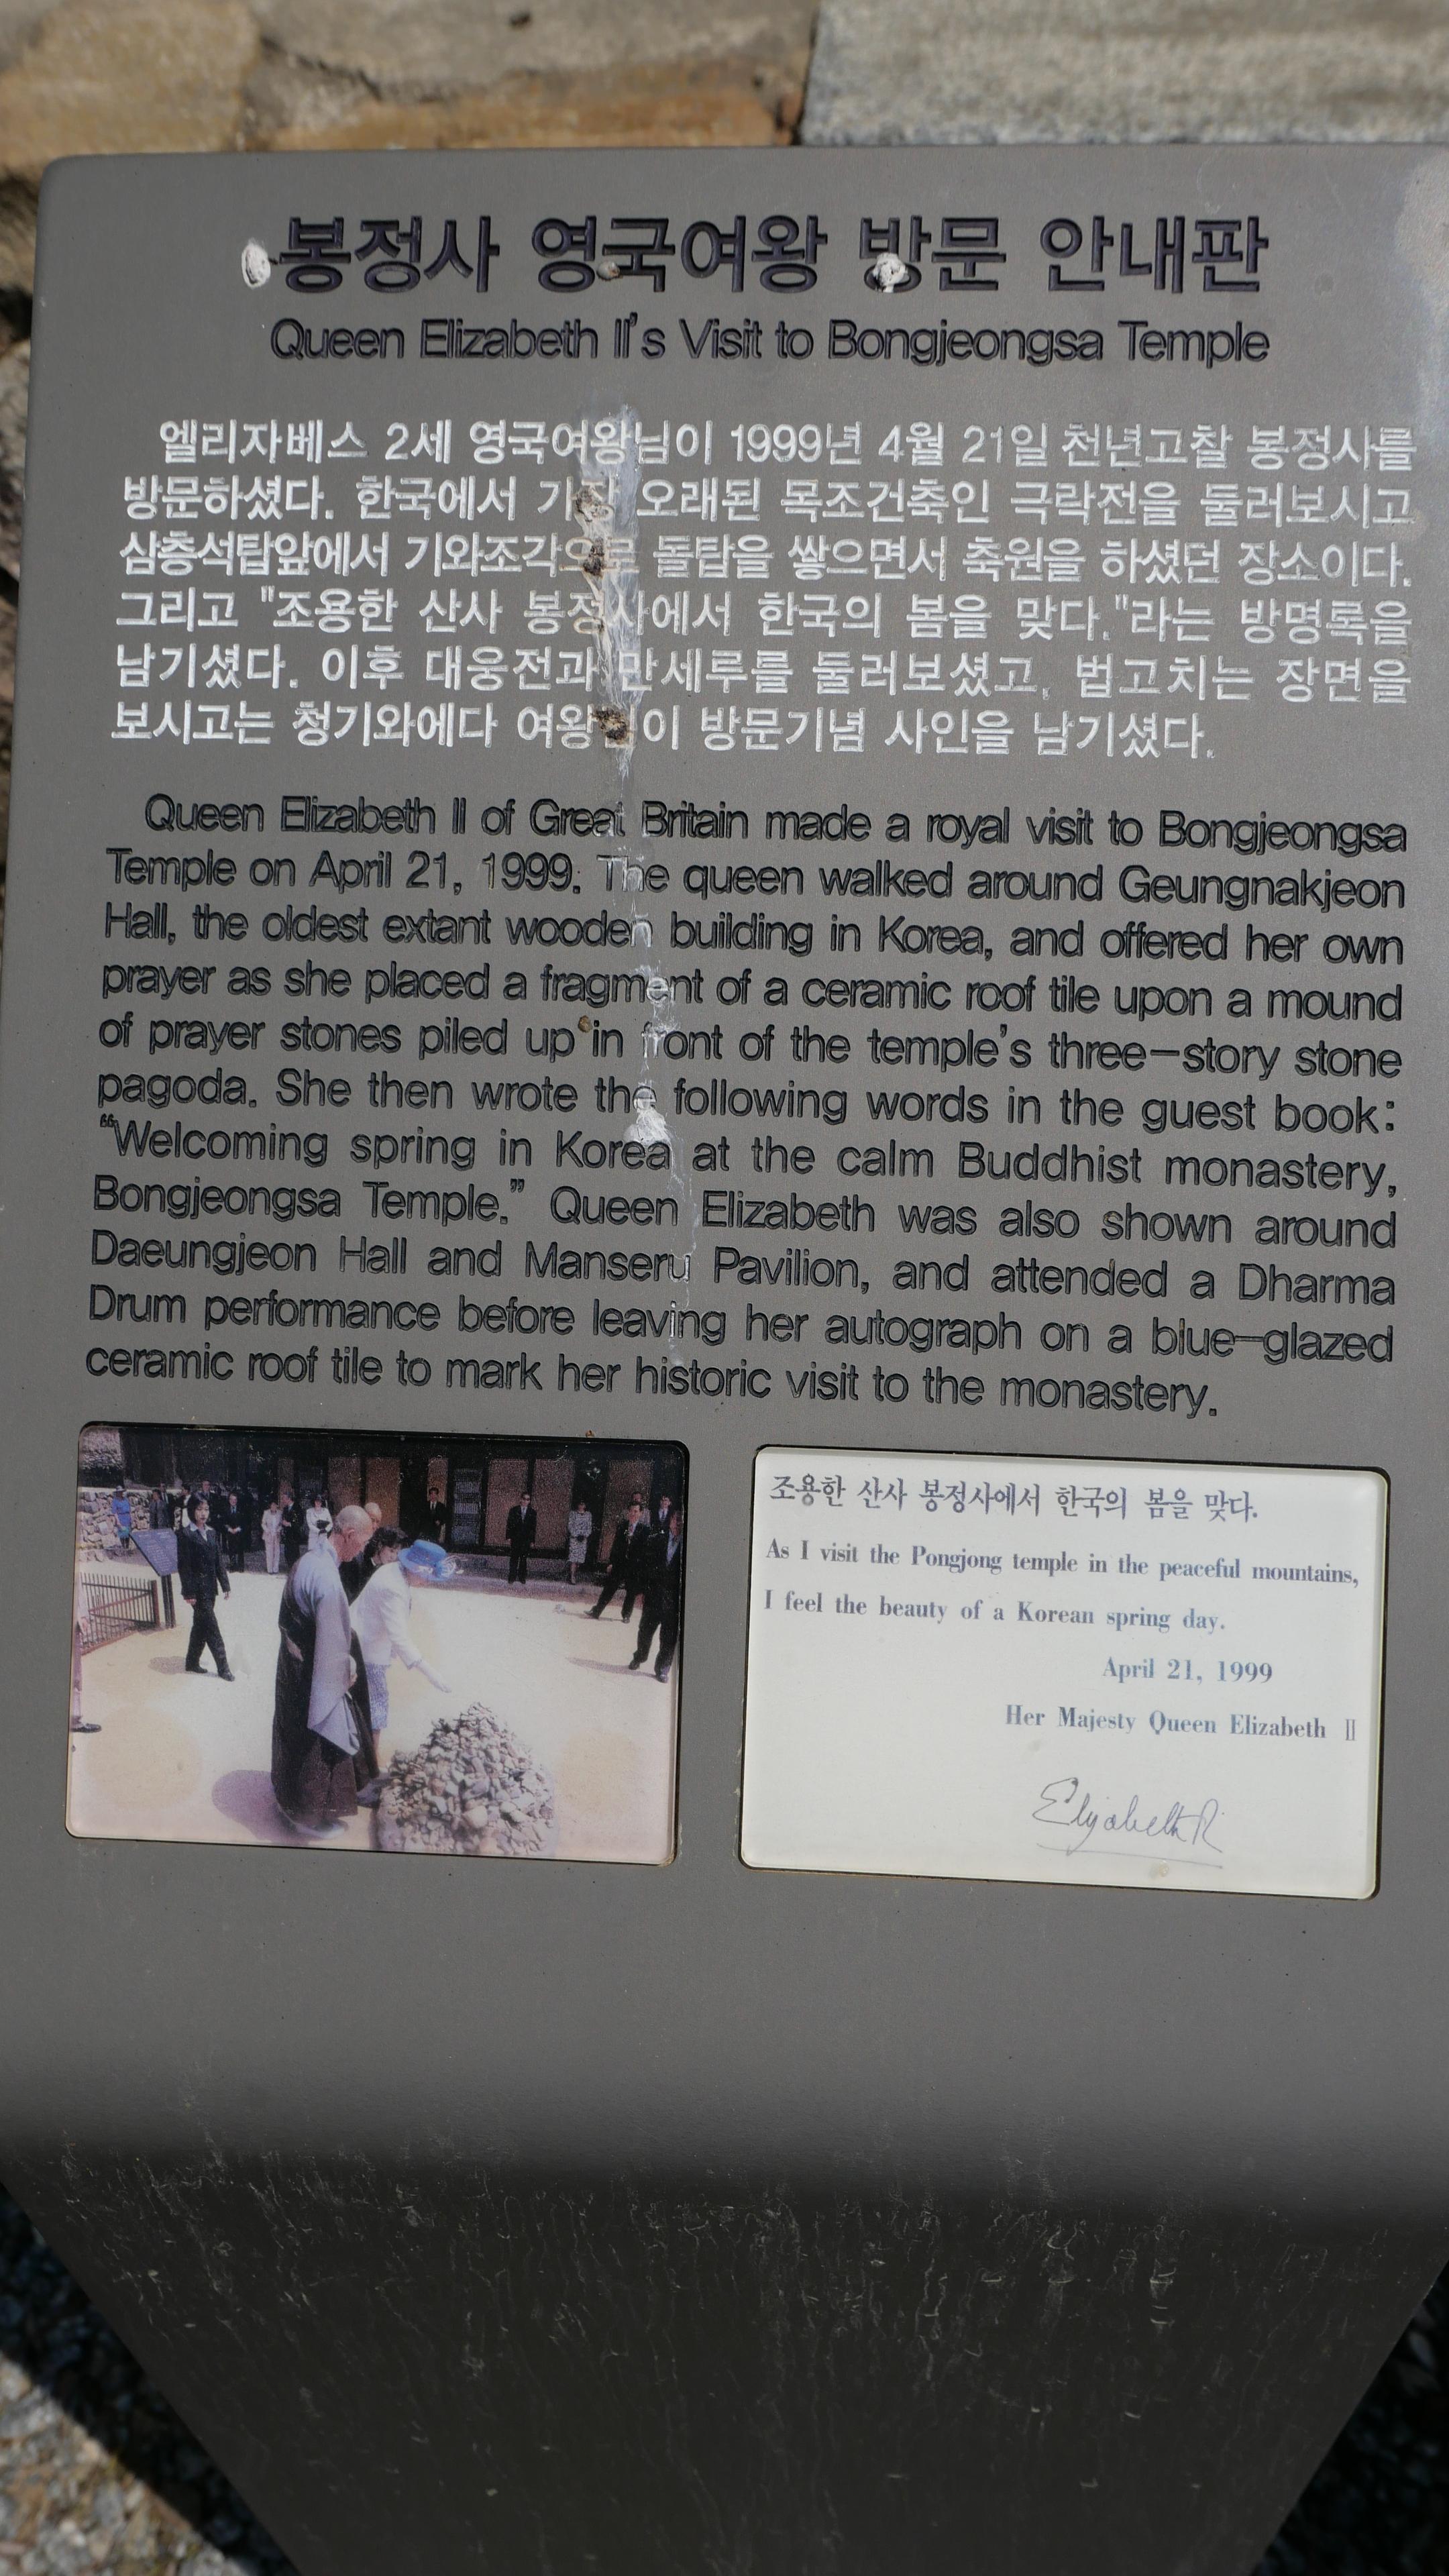 봉정사 영국여왕 방문 안내판
Queen Elizabeth II's Visit to Bongjeongsa Temple
엘리자베스 2세 영국여왕님이 1999년 4월 21일 천년고찰 봉정사를
방문하셨다. 한국에서 가장 오래된 목조건축인 극락전을 둘러보시고
삼층석탑앞에서 기와조각으로 돌탑을 쌓으면서 축원을 하셨던 장소이다.
그리고 "조용한 산사 봉정사에서 한국의 봄을 맞다."라는 방명록을
남기셨다. 이후 대웅전과 만세루를 둘러보셨고, 법고치는 장면을
보시고는 청기와에다 여왕님이 방문기념 사인을 남기셨다.
Queen Elizabeth II of Great Britain made a royal visit to Bongjeongsa
Temple on April 21, 1999. The queen walked around Geungnakjeon
Hall, the oldest extant wooden building in Korea, and offered her own
prayer as she placed a fragment of a ceramic roof tile upon a mound
of prayer stones piled up in front of the temple's three-story stone
pagoda. She then wrote the following words in the guest book:
“Welcoming spring in Korea at the calm Buddhist monastery,
Bongjeongsa Temple.” Queen Elizabeth was also shown around
Daeungjeon Hall and Manseru Pavilion, and attended a Dharma
Drum performance before leaving her autograph on a blue-glazed
ceramic roof tile to mark her historic visit to the monastery.
조용한 산사 봉정사에서 한국의 봄을 맞다.
As I visit the Pongjong temple in the peaceful mountains,
I feel the beauty of a Korean spring day.
April 21, 1999
Her Majesty Queen Elizabeth II
Elizabeth R